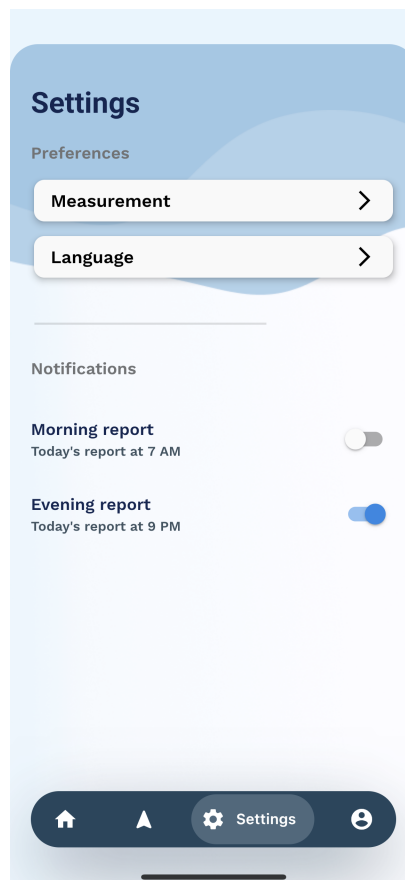 Settings
Preferences
Measurement
Language
Notifications
Morning report
Today's report at 7 AM
Evening report
Today's report at 9 PM
Settings